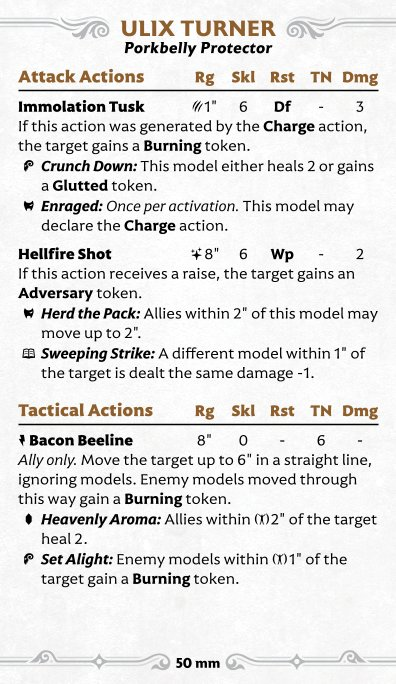 ULIX TURNER
Porkbelly Protector
Attack Actions Rg Skl Rst TN Dmg
Immolation Tusk 1" 6 Df - 3
If this action was generated by the Charge action,
the target gains a Burning token.
Crunch Down: This model either heals 2 or gains
a Glutted token.
Enraged: Once per activation. This model may
declare the Charge action.
Hellfire Shot 8" 6 Wp - 2
If this action receives a raise, the target gains an
Adversary token.
Herd the Pack: Allies within 2" of this model may
move up to 2".
Sweeping Strike: A different model within 1" of
the target is dealt the same damage -1.
Tactical Actions Rg Skl Rst TN Dmg
Bacon Beeline 8" 0 - 6 -
Ally only. Move the target up to 6" in a straight line,
ignoring models. Enemy models moved through
this way gain a Burning token.
Heavenly Aroma: Allies within 2" of the target
heal 2.
Set Alight: Enemy models within 1" of the
target gain a Burning token.
50 mm